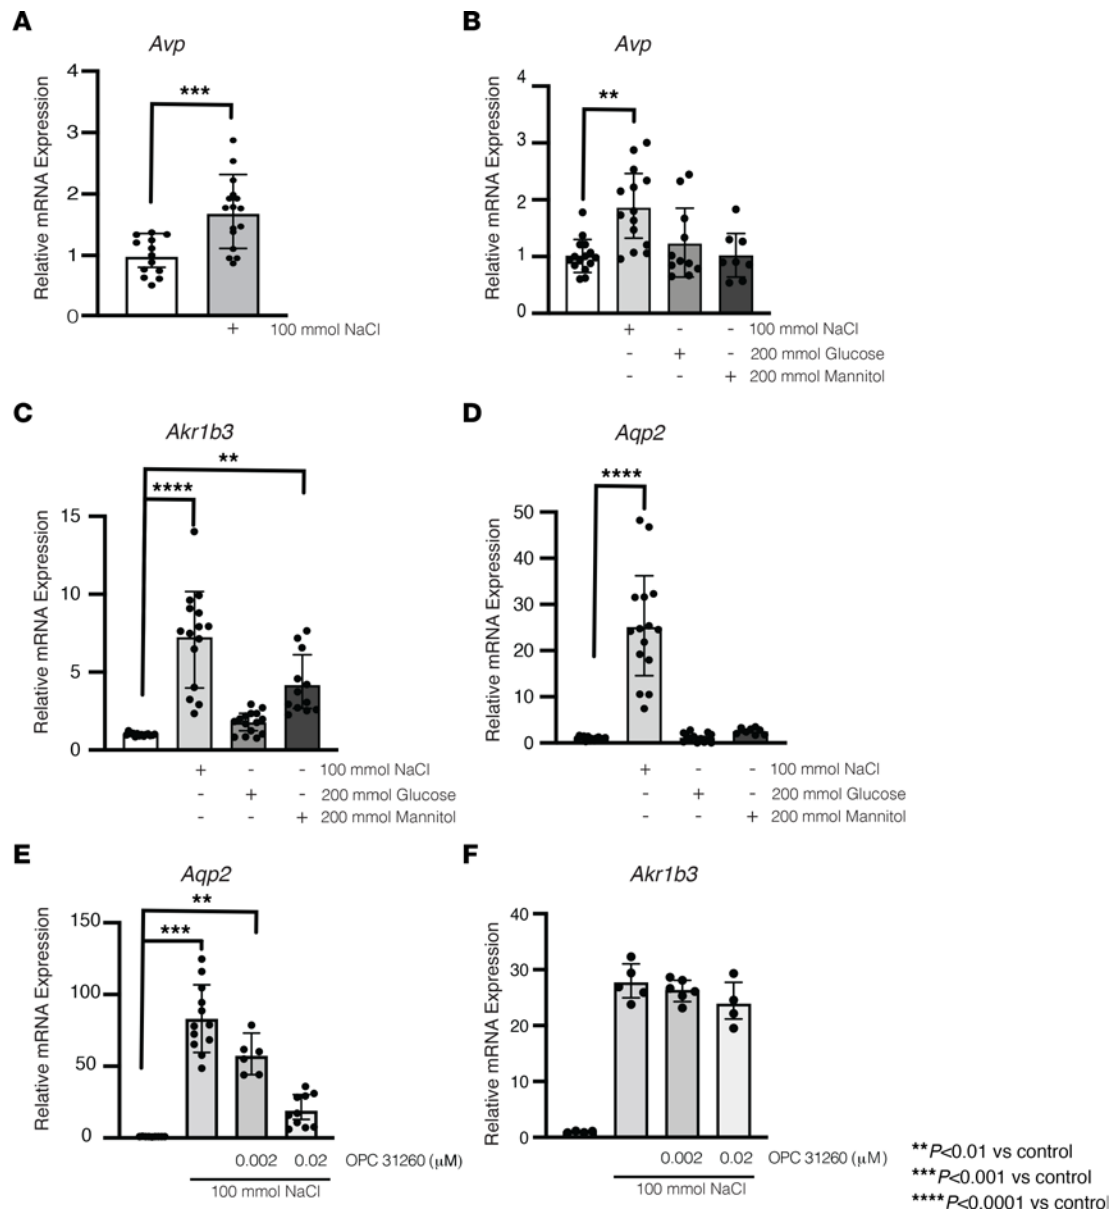 A
Avp
Relative mRNA Expression
4
3
2
1
0
***
+ 100 mmol NaCl
B
Avp
Relative mRNA Expression
4
3
2
1
0
**
+ - - 100 mmol NaCl
- + - 200 mmol Glucose
- - + 200 mmol Mannitol
C
Akr1b3
Relative mRNA Expression
15
10
5
0
**
****
+ - - 100 mmol NaCl
- + - 200 mmol Glucose
- - + 200 mmol Mannitol
D
Aqp2
Relative mRNA Expression
50
40
30
20
10
0
****
+ - - 100 mmol NaCl
- + - 200 mmol Glucose
- - + 200 mmol Mannitol
E
Aqp2
Relative mRNA Expression
150
100
50
0
**
***
0.002 0.02 OPC 31260 (μM)
100 mmol NaCl
F
Akr1b3
Relative mRNA Expression
40
30
20
10
0
0.002 0.02 OPC 31260 (μM)
100 mmol NaCl
**P<0.01 vs control
***P<0.001 vs control
****P<0.0001 vs control